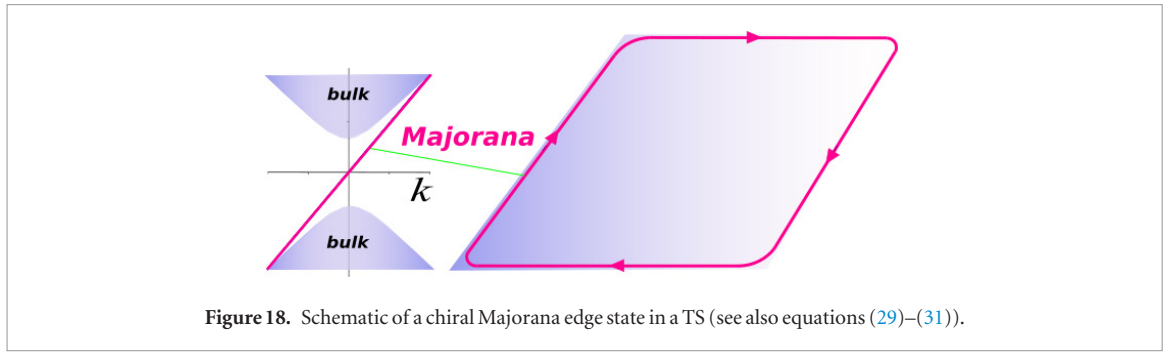 bulk
Majorana
k
bulk
Figure 18. Schematic of a chiral Majorana edge state in a TS (see also equations (29)–(31)).